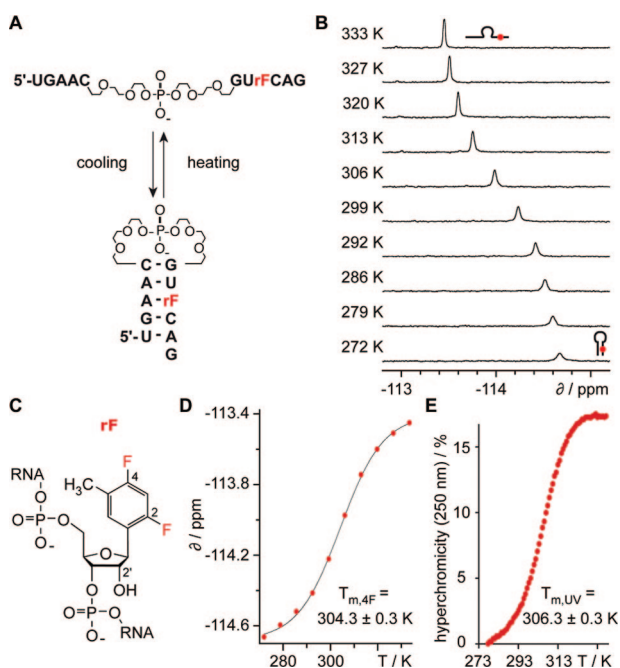 A
5'-UGAAC
O
O
O
P
O
O
-
O
O
O
O
GUrFCAG
cooling
heating
O
O
P
O
O
-
O
O
O
O
C - G
A - U
A - rF
G - C
5'- U - A
G
B
333 K
327 K
320 K
313 K
306 K
299 K
292 K
286 K
279 K
272 K
-113
-114
∂ / ppm
C
rF
RNA
F
4
H3C
2
F
O=P-O
O
O-
O
2'
O
OH
O=P-O
O-
RNA
D
-113.4
-113.8
-114.2
-114.6
∂ / ppm
Tm,4F =
304.3 ± 0.3 K
280
300
T / K
E
hyperchromicity (250 nm) / %
15
10
5
0
Tm,UV =
306.3 ± 0.3 K
273
293
313
T / K